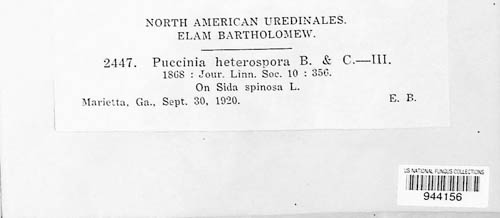 NORTH AMERICAN UREDINALES.
ELAM BARTHOLOMEW.
2447. Puccinia heterospora B. & C.—III.
1868 : Jour. Linn. Soc. 10 : 356.
On Sida spinosa L.
Marietta, Ga., Sept. 30, 1920. E. B.
US NATIONAL FUNGUS COLLECTIONS
944156